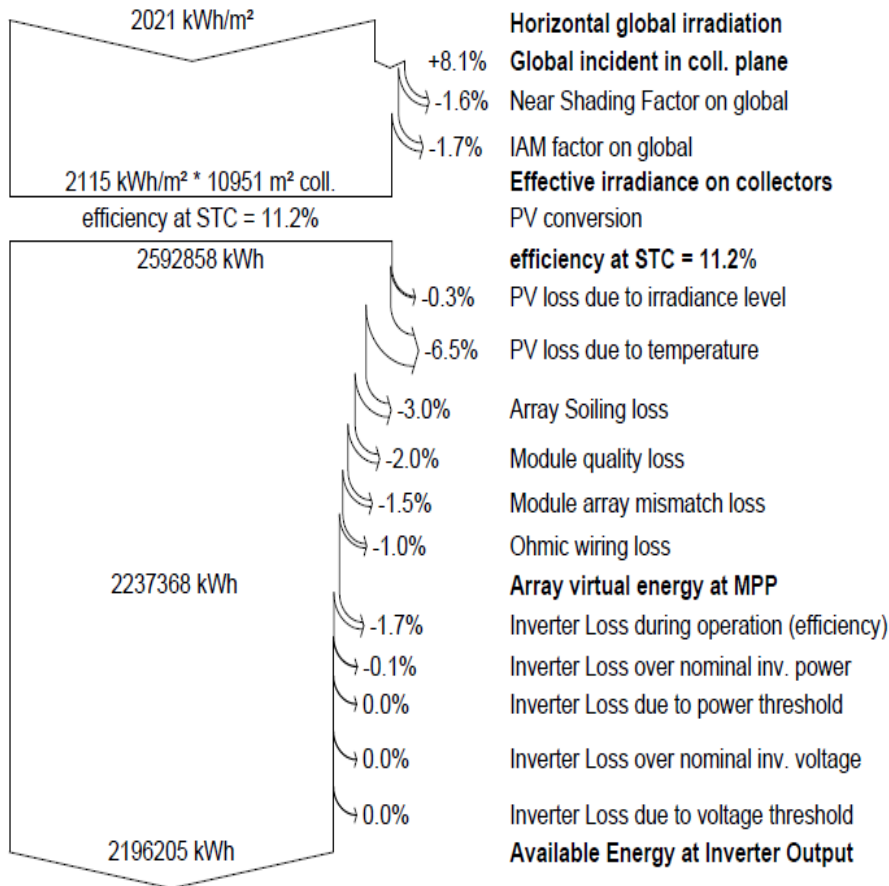 2021 kWh/m² Horizontal global irradiation
+8.1% Global incident in coll. plane
-1.6% Near Shading Factor on global
-1.7% IAM factor on global
2115 kWh/m² * 10951 m² coll. Effective irradiance on collectors
efficiency at STC = 11.2% PV conversion
2592858 kWh efficiency at STC = 11.2%
-0.3% PV loss due to irradiance level
-6.5% PV loss due to temperature
-3.0% Array Soiling loss
-2.0% Module quality loss
-1.5% Module array mismatch loss
-1.0% Ohmic wiring loss
2237368 kWh Array virtual energy at MPP
-1.7% Inverter Loss during operation (efficiency)
-0.1% Inverter Loss over nominal inv. power
0.0% Inverter Loss due to power threshold
0.0% Inverter Loss over nominal inv. voltage
0.0% Inverter Loss due to voltage threshold
2196205 kWh Available Energy at Inverter Output